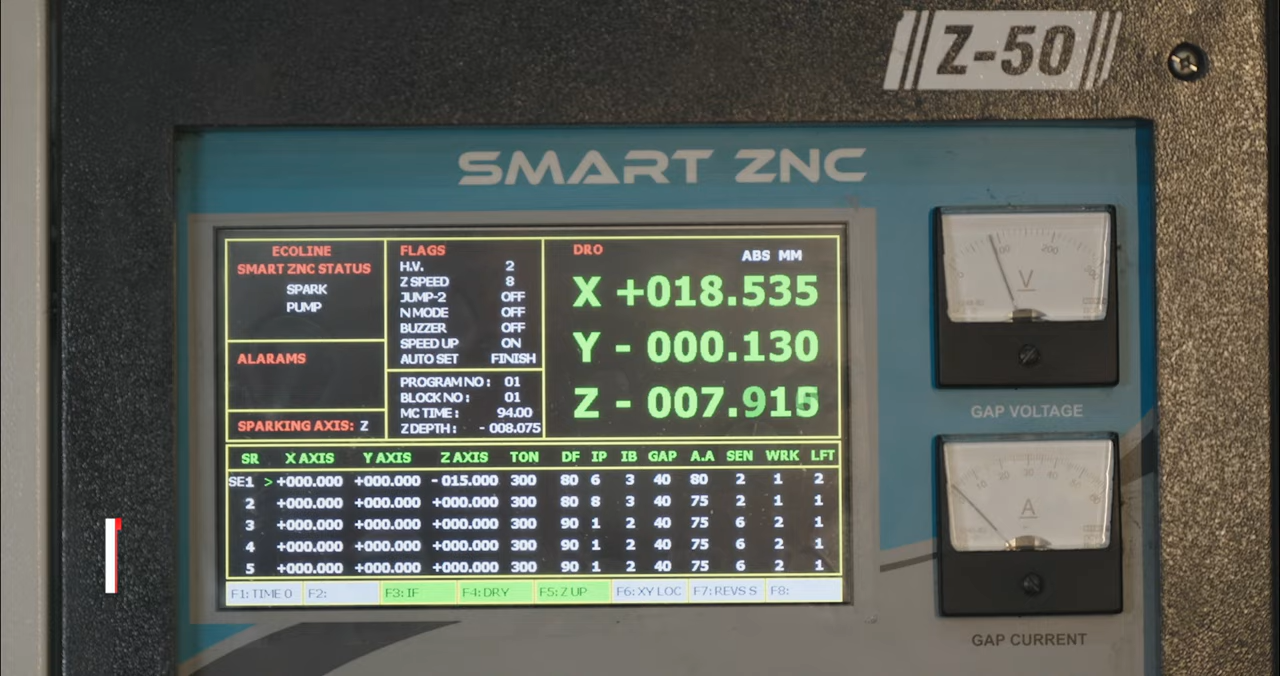 Z-50
SMART ZNC
ECOLINE
SMART ZNC STATUS
SPARK
PUMP
ALARAMS
SPARKING AXIS: Z
FLAGS
H.V. 2
Z SPEED 8
JUMP-2 OFF
N MODE OFF
BUZZER OFF
SPEED UP ON
AUTO SET FINISH
PROGRAM NO : 01
BLOCK NO : 01
MC TIME : 94.00
Z DEPTH : - 008.075
DRO
ABS MM
X +018.535
Y - 000.130
Z - 007.915
SR X AXIS Y AXIS Z AXIS TON DF IP IB GAP A.A SEN WRK LFT
SE1 > +000.000 +000.000 - 015.000 300 80 6 3 40 80 2 1 2
2 +000.000 +000.000 +000.000 300 80 8 3 40 75 2 1 1
3 +000.000 +000.000 +000.000 300 90 1 2 40 75 6 2 1
4 +000.000 +000.000 +000.000 300 90 1 2 40 75 6 2 1
5 +000.000 +000.000 +000.000 300 90 1 2 40 75 6 2 1
F1: TIME 0 F2: F3: IF F4: DRY F5: Z UP F6: XY LOC F7: REVS S F8:
200
V
GAP VOLTAGE
10 20 30 40
A
GAP CURRENT